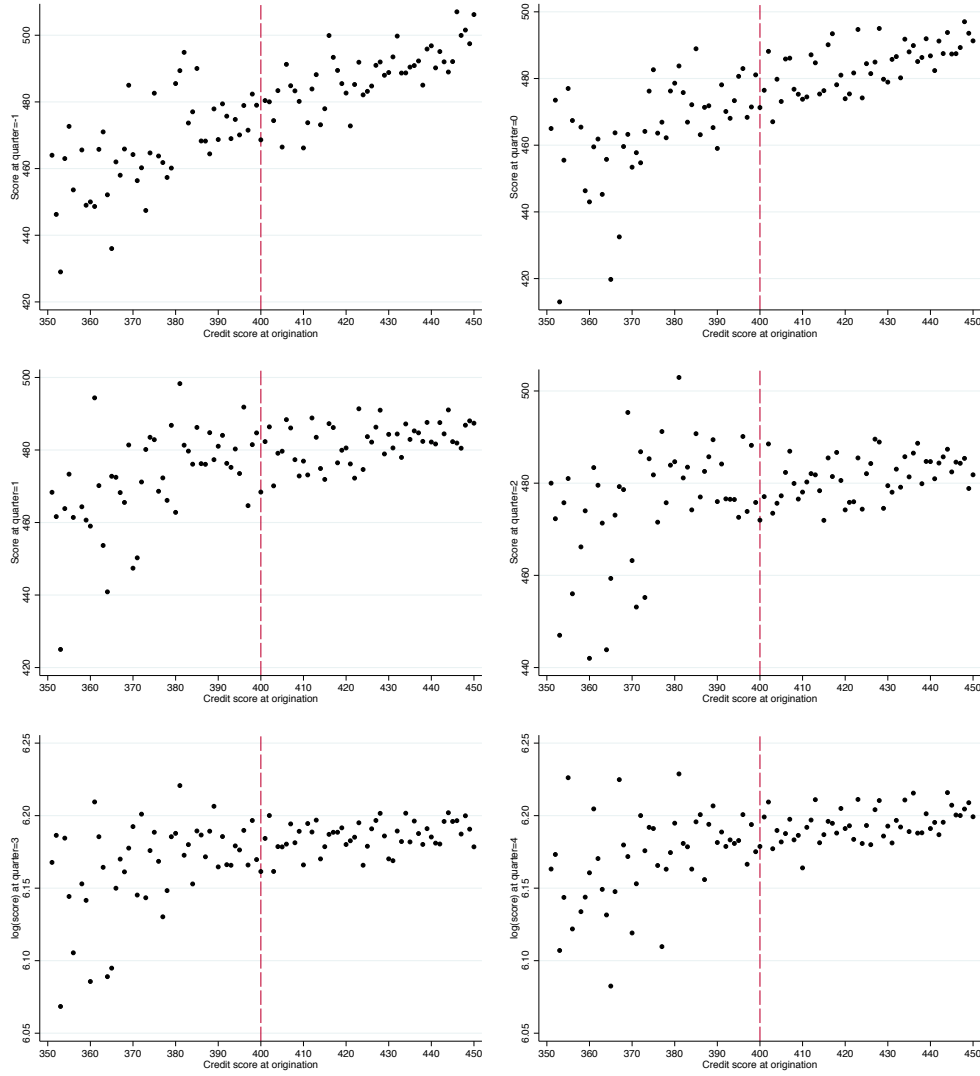 Score at quarter=-1
500
480
460
440
420
350 360 370 380 390 400 410 420 430 440 450
Credit score at origination
Score at quarter=0
500
480
460
440
420
350 360 370 380 390 400 410 420 430 440 450
Credit score at origination
Score at quarter=1
500
480
460
440
420
350 360 370 380 390 400 410 420 430 440 450
Credit score at origination
Score at quarter=2
500
480
460
440
350 360 370 380 390 400 410 420 430 440 450
Credit score at origination
log(score) at quarter=3
6.25
6.20
6.15
6.10
6.05
350 360 370 380 390 400 410 420 430 440 450
Credit score at origination
log(score) at quarter=4
6.25
6.20
6.15
6.10
6.05
350 360 370 380 390 400 410 420 430 440 450
Credit score at origination